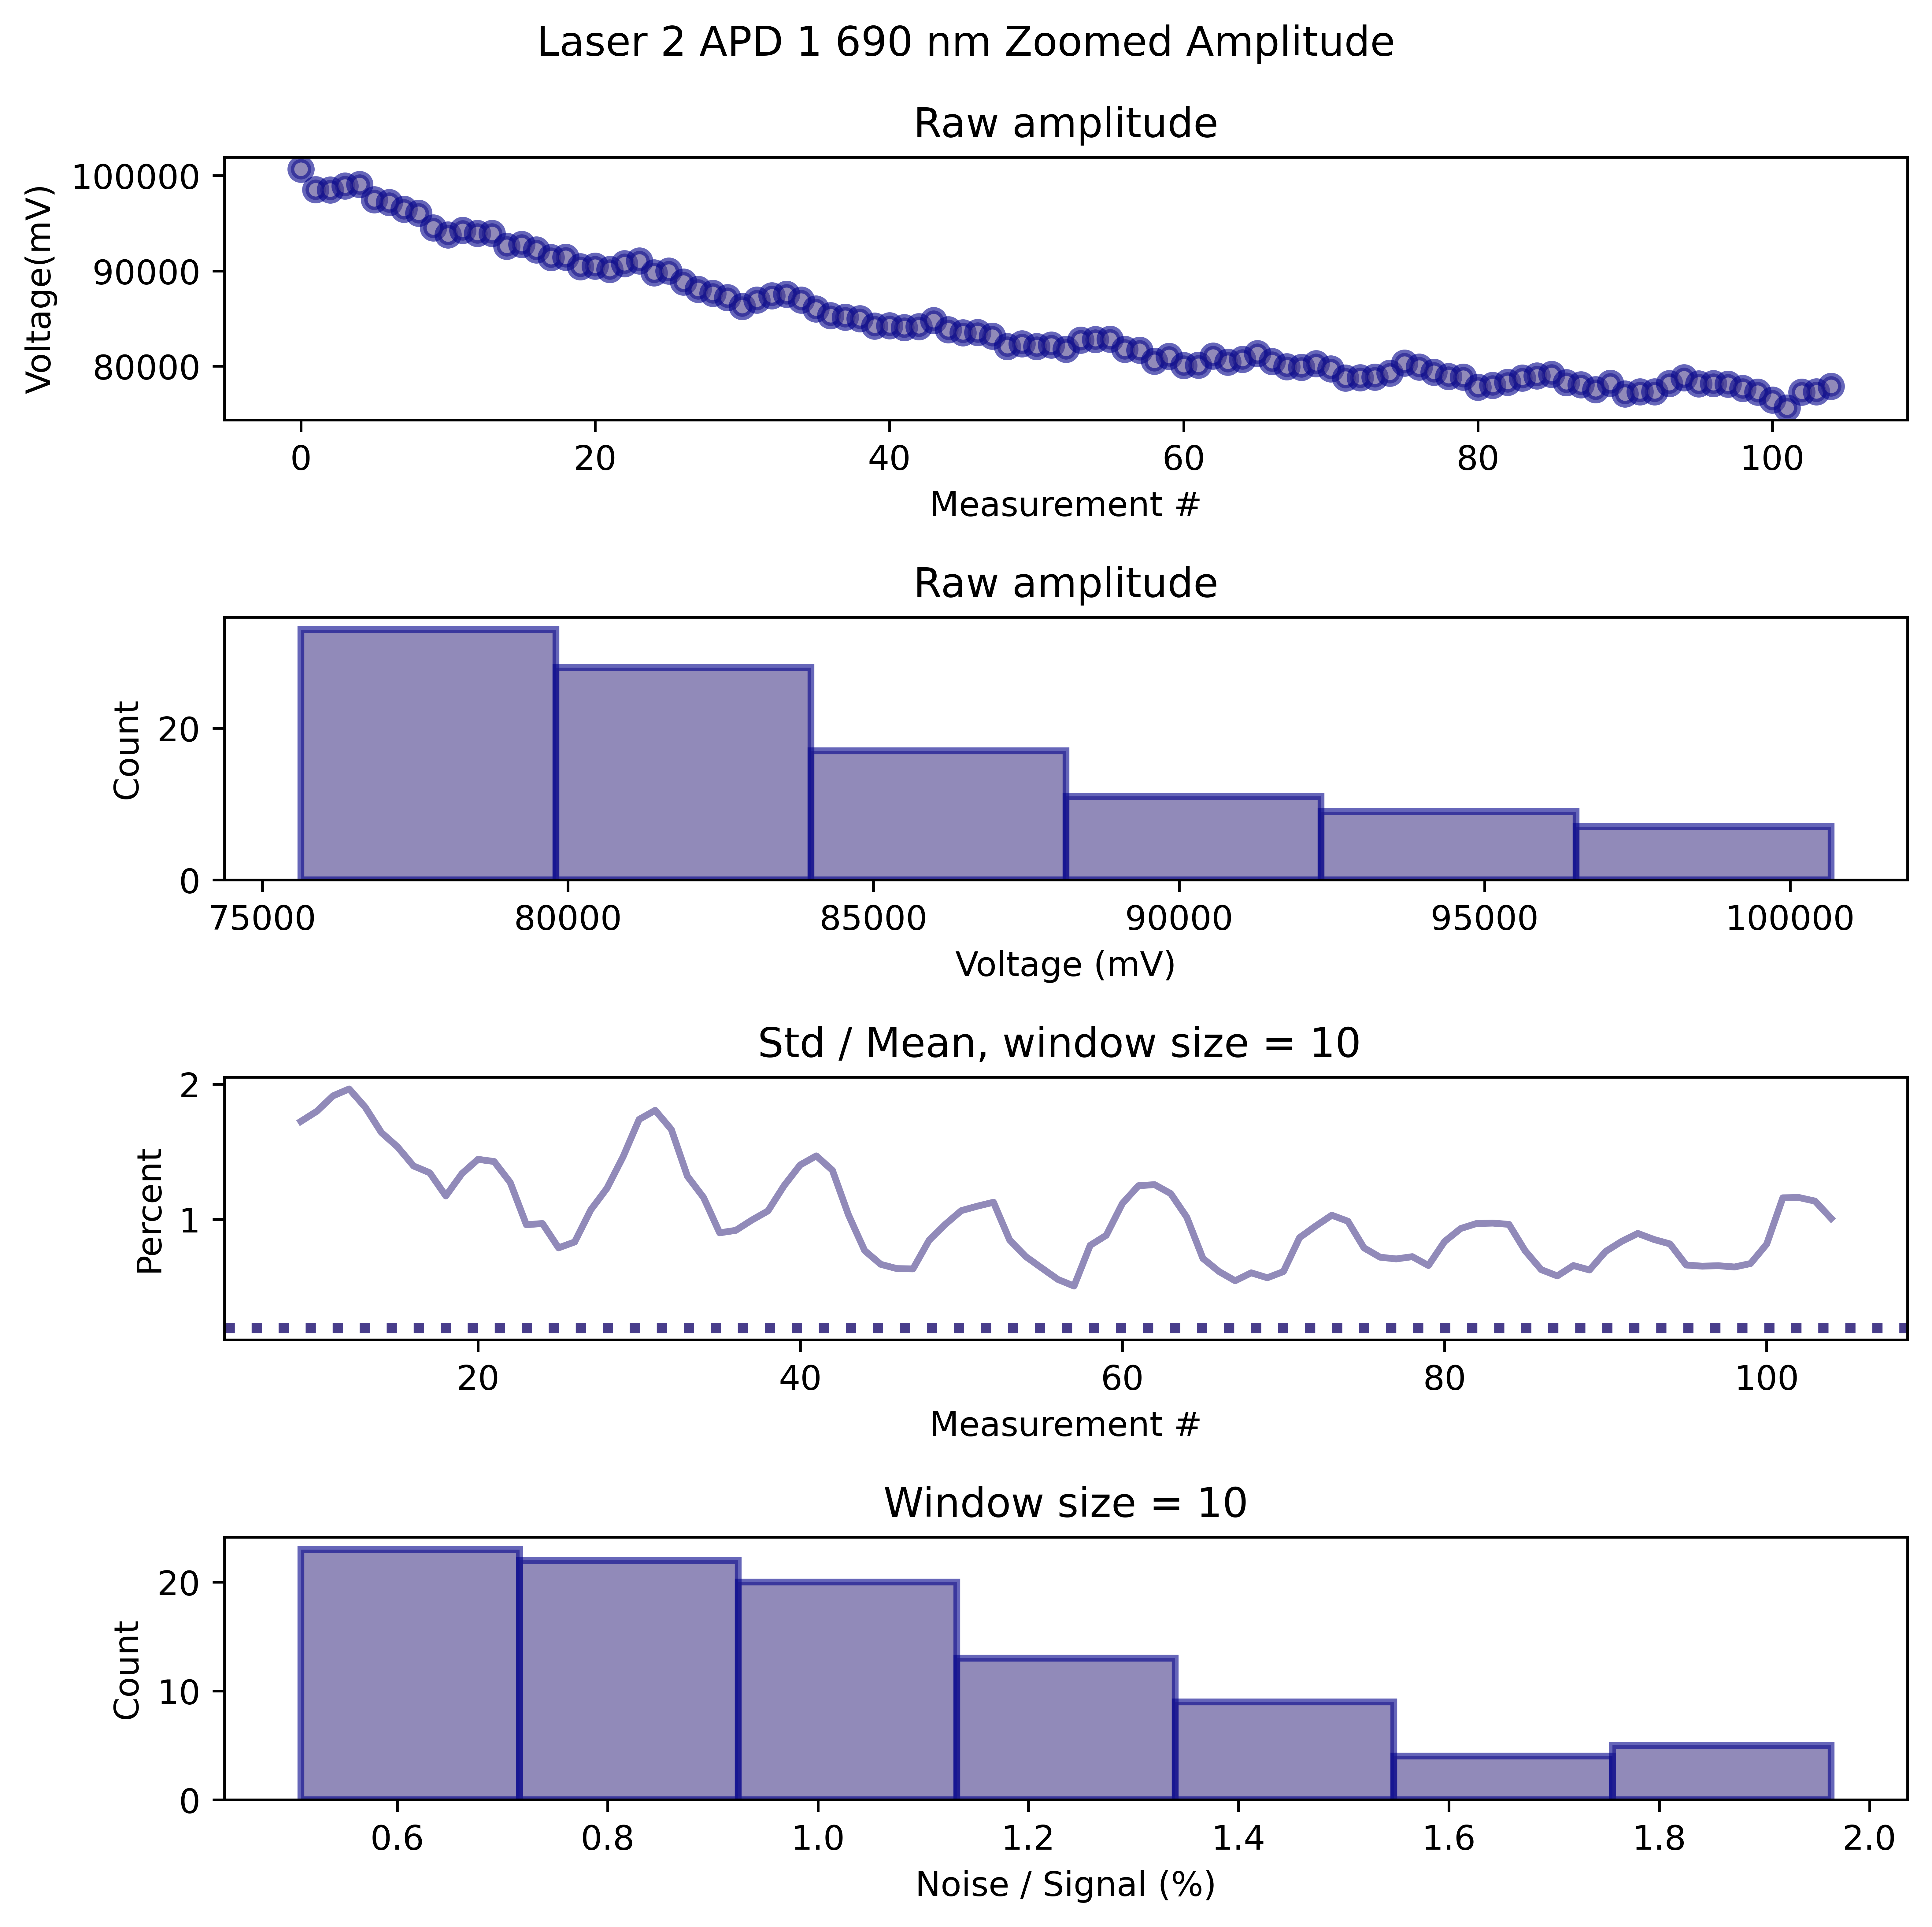 Laser 2 APD 1 690 nm Zoomed Amplitude
Raw amplitude
Voltage(mV)
100000
90000
80000
0 20 40 60 80 100
Measurement #
Raw amplitude
Count
20
0
75000 80000 85000 90000 95000 100000
Voltage (mV)
Std / Mean, window size = 10
Percent
2
1
20 40 60 80 100
Measurement #
Window size = 10
Count
20
10
0
0.6 0.8 1.0 1.2 1.4 1.6 1.8 2.0
Noise / Signal (%)